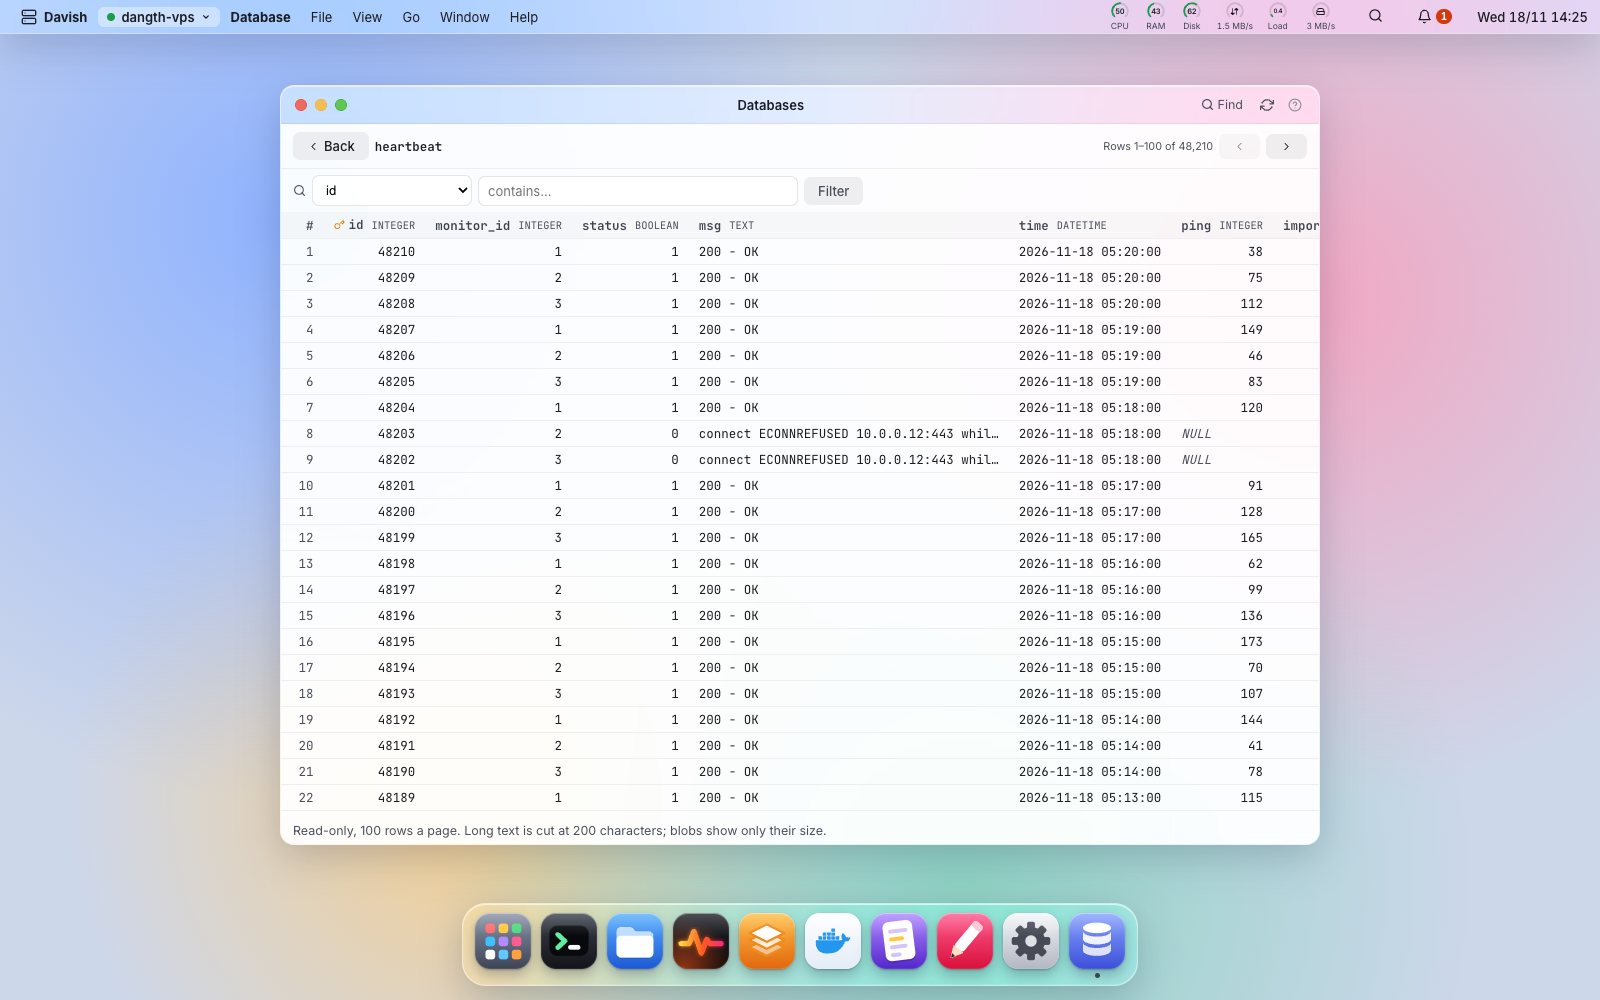 Davish dangth-vps Database File View Go Window Help 50 CPU 43 RAM 62 Disk 1.5 MB/s 0.4 Load 3 MB/s 1 Wed 18/11 14:25
Databases Find
Back heartbeat Rows 1–100 of 48,210
id contains... Filter
# id INTEGER monitor_id INTEGER status BOOLEAN msg TEXT time DATETIME ping INTEGER impor
1 48210 1 1 200 - OK 2026-11-18 05:20:00 38
2 48209 2 1 200 - OK 2026-11-18 05:20:00 75
3 48208 3 1 200 - OK 2026-11-18 05:20:00 112
4 48207 1 1 200 - OK 2026-11-18 05:19:00 149
5 48206 2 1 200 - OK 2026-11-18 05:19:00 46
6 48205 3 1 200 - OK 2026-11-18 05:19:00 83
7 48204 1 1 200 - OK 2026-11-18 05:18:00 120
8 48203 2 0 connect ECONNREFUSED 10.0.0.12:443 whil… 2026-11-18 05:18:00 NULL
9 48202 3 0 connect ECONNREFUSED 10.0.0.12:443 whil… 2026-11-18 05:18:00 NULL
10 48201 1 1 200 - OK 2026-11-18 05:17:00 91
11 48200 2 1 200 - OK 2026-11-18 05:17:00 128
12 48199 3 1 200 - OK 2026-11-18 05:17:00 165
13 48198 1 1 200 - OK 2026-11-18 05:16:00 62
14 48197 2 1 200 - OK 2026-11-18 05:16:00 99
15 48196 3 1 200 - OK 2026-11-18 05:16:00 136
16 48195 1 1 200 - OK 2026-11-18 05:15:00 173
17 48194 2 1 200 - OK 2026-11-18 05:15:00 70
18 48193 3 1 200 - OK 2026-11-18 05:15:00 107
19 48192 1 1 200 - OK 2026-11-18 05:14:00 144
20 48191 2 1 200 - OK 2026-11-18 05:14:00 41
21 48190 3 1 200 - OK 2026-11-18 05:14:00 78
22 48189 1 1 200 - OK 2026-11-18 05:13:00 115
Read-only, 100 rows a page. Long text is cut at 200 characters; blobs show only their size.